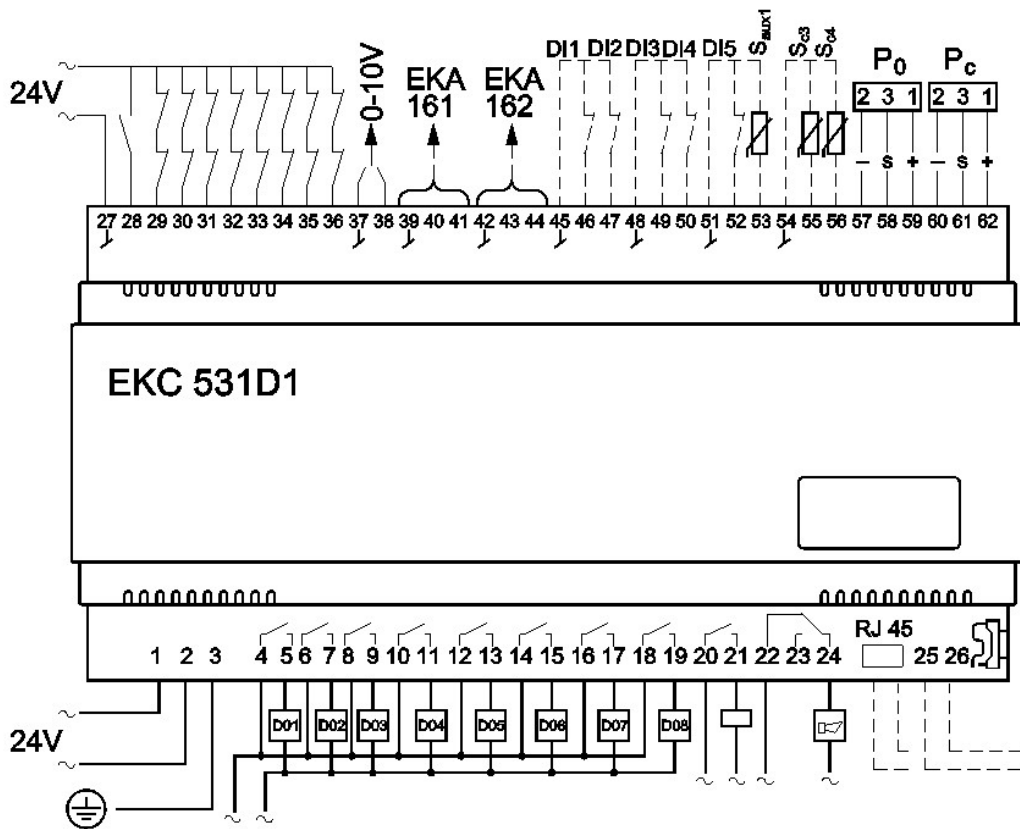 DI1 DI2 DI3 DI4 DI5 Saux1 Sc3 Sc4
24V
0-10V
EKA 161
EKA 162
P0 Pc
2 3 1 2 3 1
– s + – s +
27 28 29 30 31 32 33 34 35 36 37 38 39 40 41 42 43 44 45 46 47 48 49 50 51 52 53 54 55 56 57 58 59 60 61 62
EKC 531D1
RJ 45
1 2 3 4 5 6 7 8 9 10 11 12 13 14 15 16 17 18 19 20 21 22 23 24 25 26
D01 D02 D03 D04 D05 D06 D07 D08
24V